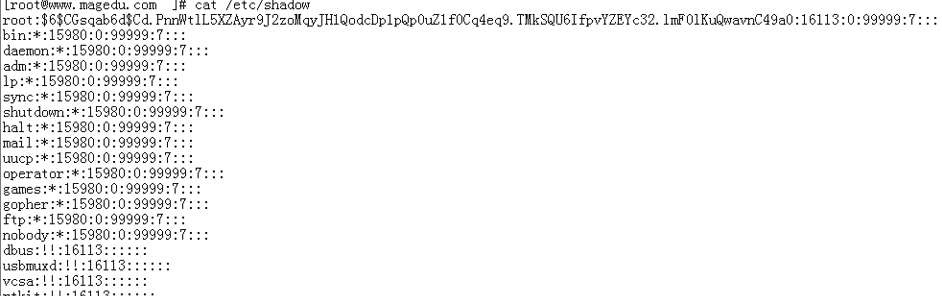 [root@www.magedu.com ]# cat /etc/shadow
root:$6$CGsqab6d$Cd.PnnWtlL5XZAyr9J2zoMqyJHlQodcDp1pQp0uZ1f0Cq4eq9.TMkSQU6IfpvYZEYc32.lmF0lKuQwavnC49a0:16113:0:99999:7:::
bin:*:15980:0:99999:7:::
daemon:*:15980:0:99999:7:::
adm:*:15980:0:99999:7:::
lp:*:15980:0:99999:7:::
sync:*:15980:0:99999:7:::
shutdown:*:15980:0:99999:7:::
halt:*:15980:0:99999:7:::
mail:*:15980:0:99999:7:::
uucp:*:15980:0:99999:7:::
operator:*:15980:0:99999:7:::
games:*:15980:0:99999:7:::
gopher:*:15980:0:99999:7:::
ftp:*:15980:0:99999:7:::
nobody:*:15980:0:99999:7:::
dbus:!!:16113::::::
usbmuxd:!!:16113::::::
vcsa:!!:16113::::::